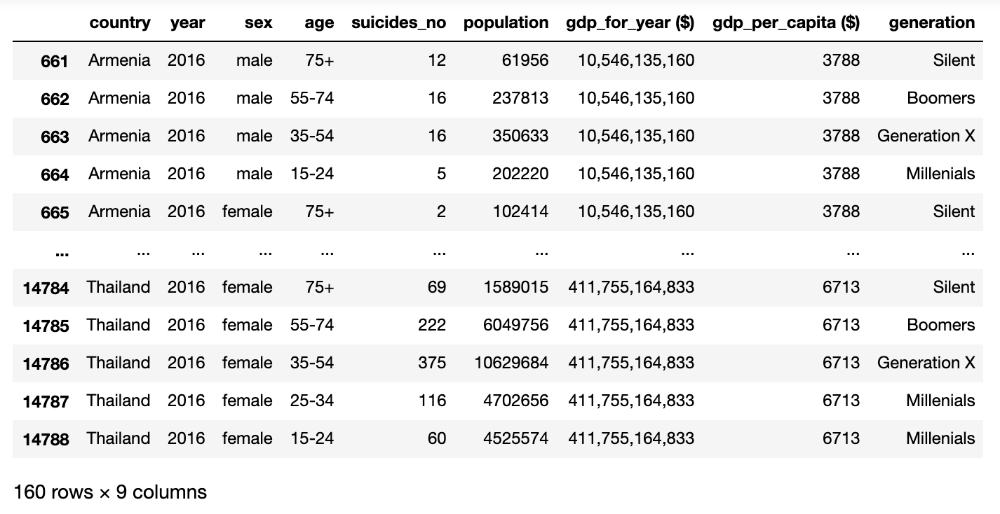 country year sex age suicides_no population gdp_for_year ($) gdp_per_capita ($) generation
661 Armenia 2016 male 75+ 12 61956 10,546,135,160 3788 Silent
662 Armenia 2016 male 55-74 16 237813 10,546,135,160 3788 Boomers
663 Armenia 2016 male 35-54 16 350633 10,546,135,160 3788 Generation X
664 Armenia 2016 male 15-24 5 202220 10,546,135,160 3788 Millenials
665 Armenia 2016 female 75+ 2 102414 10,546,135,160 3788 Silent
... ... ... ... ... ... ... ... ... ...
14784 Thailand 2016 female 75+ 69 1589015 411,755,164,833 6713 Silent
14785 Thailand 2016 female 55-74 222 6049756 411,755,164,833 6713 Boomers
14786 Thailand 2016 female 35-54 375 10629684 411,755,164,833 6713 Generation X
14787 Thailand 2016 female 25-34 116 4702656 411,755,164,833 6713 Millenials
14788 Thailand 2016 female 15-24 60 4525574 411,755,164,833 6713 Millenials
160 rows × 9 columns